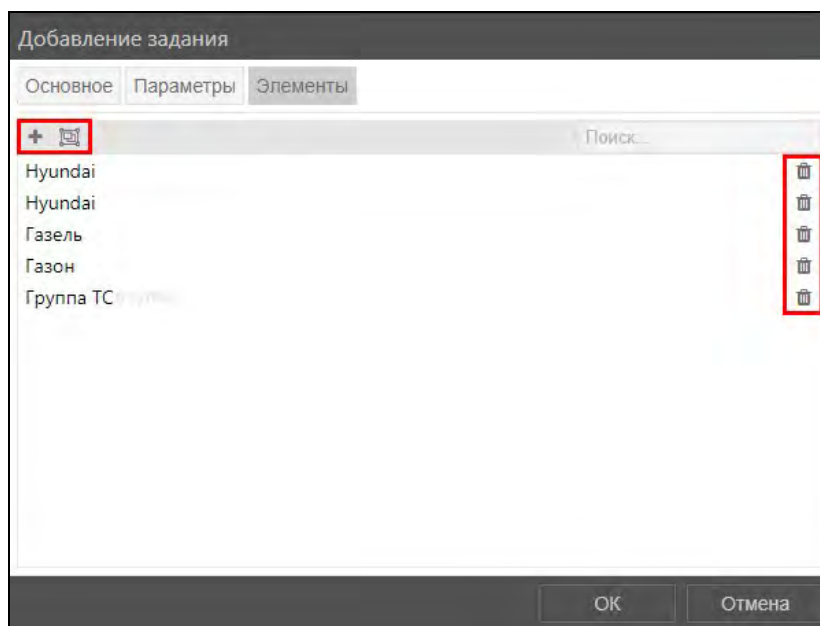 Добавление задания
Основное Параметры Элементы
Поиск...
Hyundai
Hyundai
Газель
Газон
Группа ТС
ОК Отмена